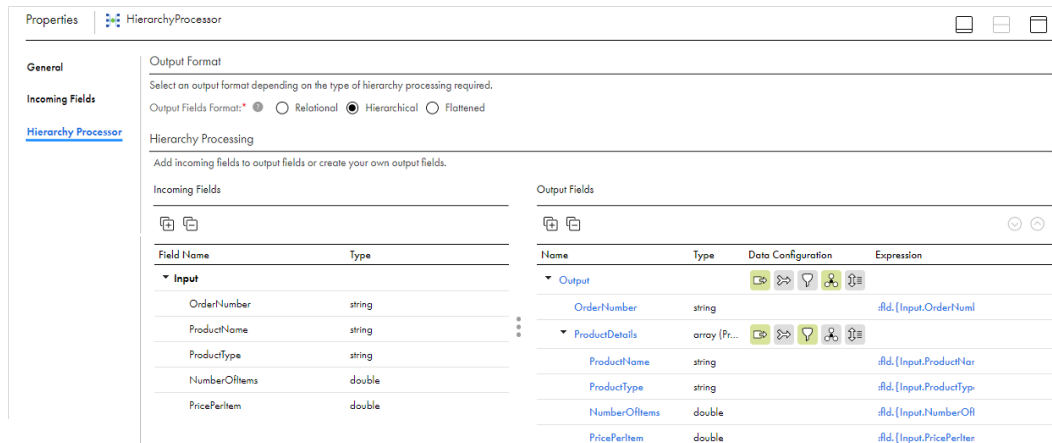 Properties HierarchyProcessor
General
Incoming Fields
Hierarchy Processor
Output Format
Select an output format depending on the type of hierarchy processing required.
Output Fields Format:* Relational Hierarchical Flattened
Hierarchy Processing
Add incoming fields to output fields or create your own output fields.
Incoming Fields
Field Name Type
Input
OrderNumber string
ProductName string
ProductType string
NumberOfItems double
PricePerItem double
Output Fields
Name Type Data Configuration Expression
Output
OrderNumber string :fld.{Input.OrderNuml
ProductDetails array (Pr...
ProductName string :fld.{Input.ProductNar
ProductType string :fld.{Input.ProductType
NumberOfItems double :fld.{Input.NumberOfI
PricePerItem double :fld.{Input.PricePerIter